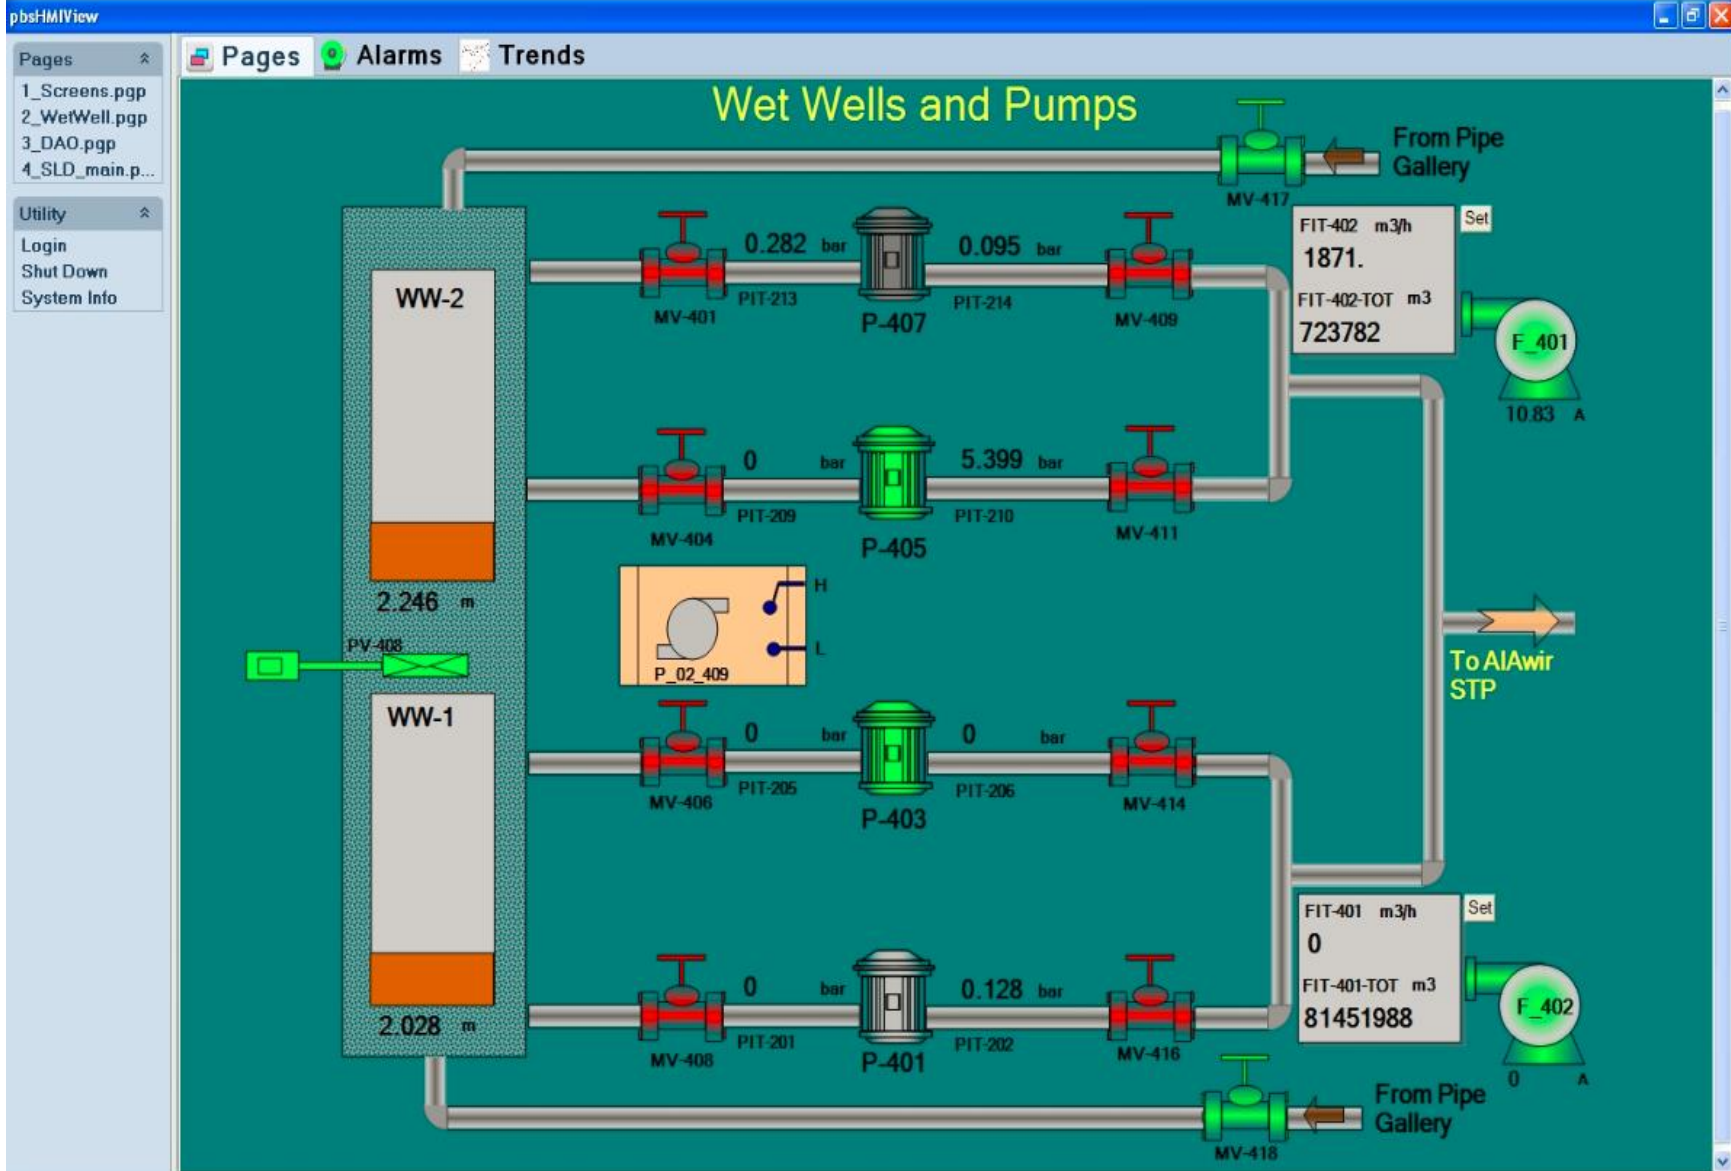 pbsHMIView
Pages
1_Screens.pgp
2_WetWell.pgp
3_DAO.pgp
4_SLD_main.p...
Utility
Login
Shut Down
System Info
Pages Alarms Trends
Wet Wells and Pumps
From Pipe
Gallery
MV-417
WW-2
2.246 m
0.282 bar 0.095 bar
MV-401 PIT-213 P-407 PIT-214 MV-409
FIT-402 m3/h
1871.
FIT-402-TOT m3
723782
Set
F_401
10.83 A
0 bar 5.399 bar
MV-404 PIT-209 P-405 PIT-210 MV-411
H
L
P_02_409
PV-408
To AlAwir
STP
WW-1
2.028 m
0 bar 0 bar
MV-406 PIT-205 P-403 PIT-206 MV-414
0 bar 0.128 bar
MV-408 PIT-201 P-401 PIT-202 MV-416
FIT-401 m3/h
0
FIT-401-TOT m3
81451988
Set
F_402
0 A
From Pipe
Gallery
MV-418